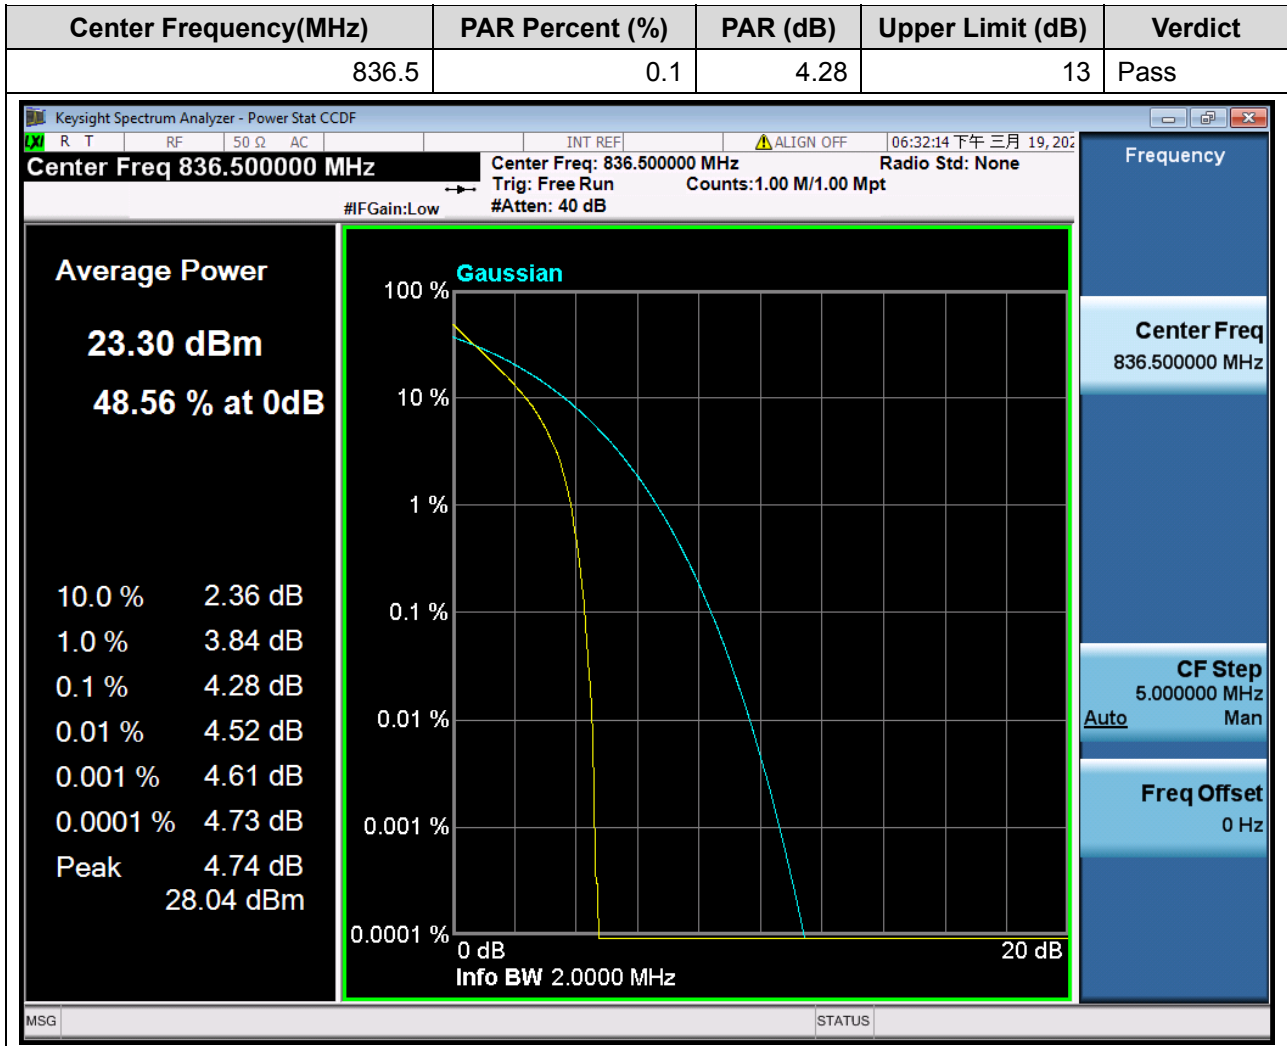 Center Frequency(MHz) PAR Percent (%) PAR (dB) Upper Limit (dB) Verdict
836.5 0.1 4.28 13 Pass
Keysight Spectrum Analyzer - Power Stat CCDF
LXI R T RF 50 Ω AC INT REF ALIGN OFF 06:32:14 下午 三月 19, 202
Center Freq 836.500000 MHz
Center Freq: 836.500000 MHz Radio Std: None
Trig: Free Run Counts:1.00 M/1.00 Mpt
#IFGain:Low #Atten: 40 dB
Average Power
23.30 dBm
48.56 % at 0dB
10.0 % 2.36 dB
1.0 % 3.84 dB
0.1 % 4.28 dB
0.01 % 4.52 dB
0.001 % 4.61 dB
0.0001 % 4.73 dB
Peak 4.74 dB
28.04 dBm
Gaussian
100 %
10 %
1 %
0.1 %
0.01 %
0.001 %
0.0001 %
0 dB 20 dB
Info BW 2.0000 MHz
Frequency
Center Freq
836.500000 MHz
CF Step
5.000000 MHz
Auto Man
Freq Offset
0 Hz
MSG STATUS